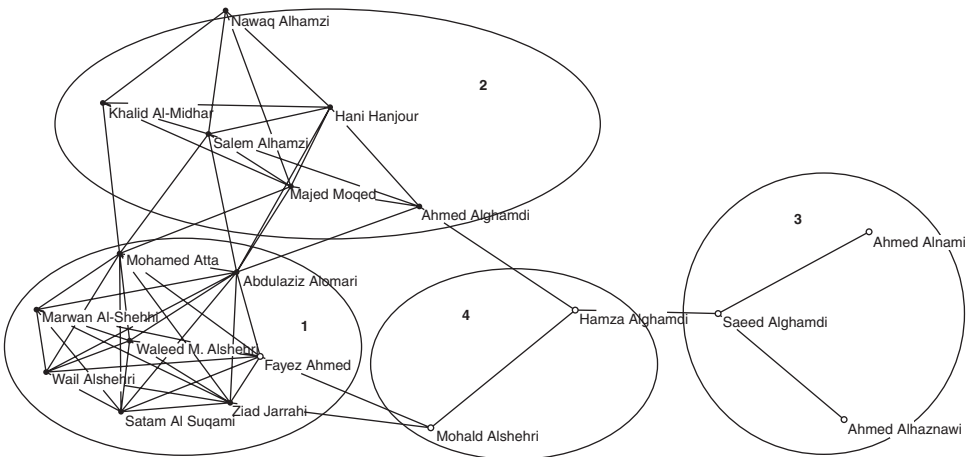 Nawaq Alhamzi
2
Khalid Al-Midhar
Hani Hanjour
Salem Alhamzi
Majed Moqed
Ahmed Alghamdi
3
Ahmed Alnami
Mohamed Atta
Abdulaziz Alomari
Marwan Al-Shehhi
1
4
Hamza Alghamdi
Saeed Alghamdi
Waleed M. Alshehri
Fayez Ahmed
Wail Alshehri
Satam Al Suqami
Ziad Jarrahi
Mohald Alshehri
Ahmed Alhaznawi